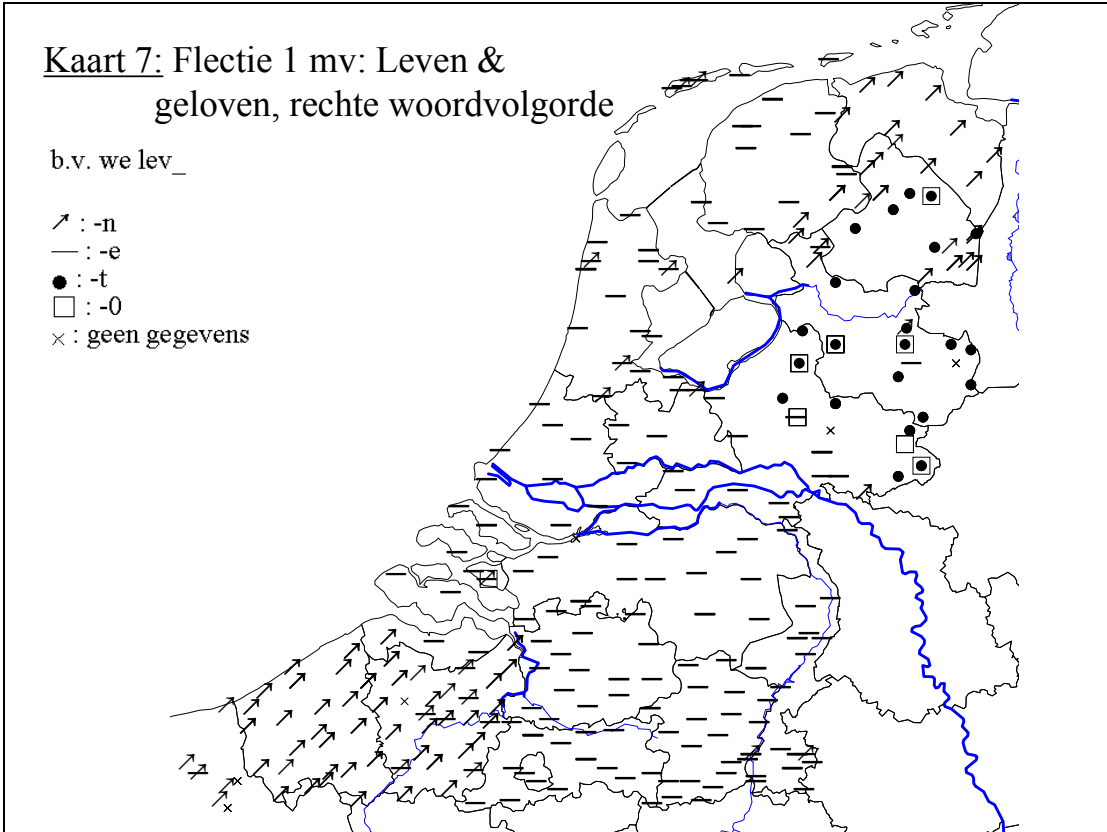 Kaart 7: Flectie 1 mv: Leven &
geloven, rechte woordvolgorde
b.v. we lev_
: -n
: -e
: -t
: -0
: geen gegevens